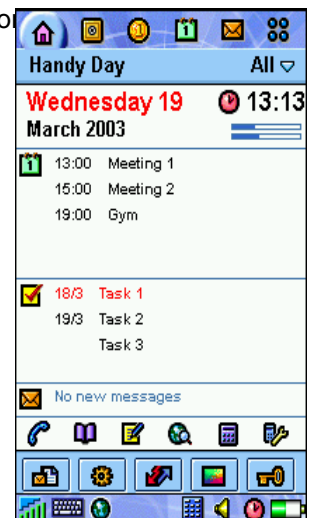 or
Handy Day All
Wednesday 19 13:13
March 2003
13:00 Meeting 1
15:00 Meeting 2
19:00 Gym
18/3 Task 1
19/3 Task 2
Task 3
No new messages